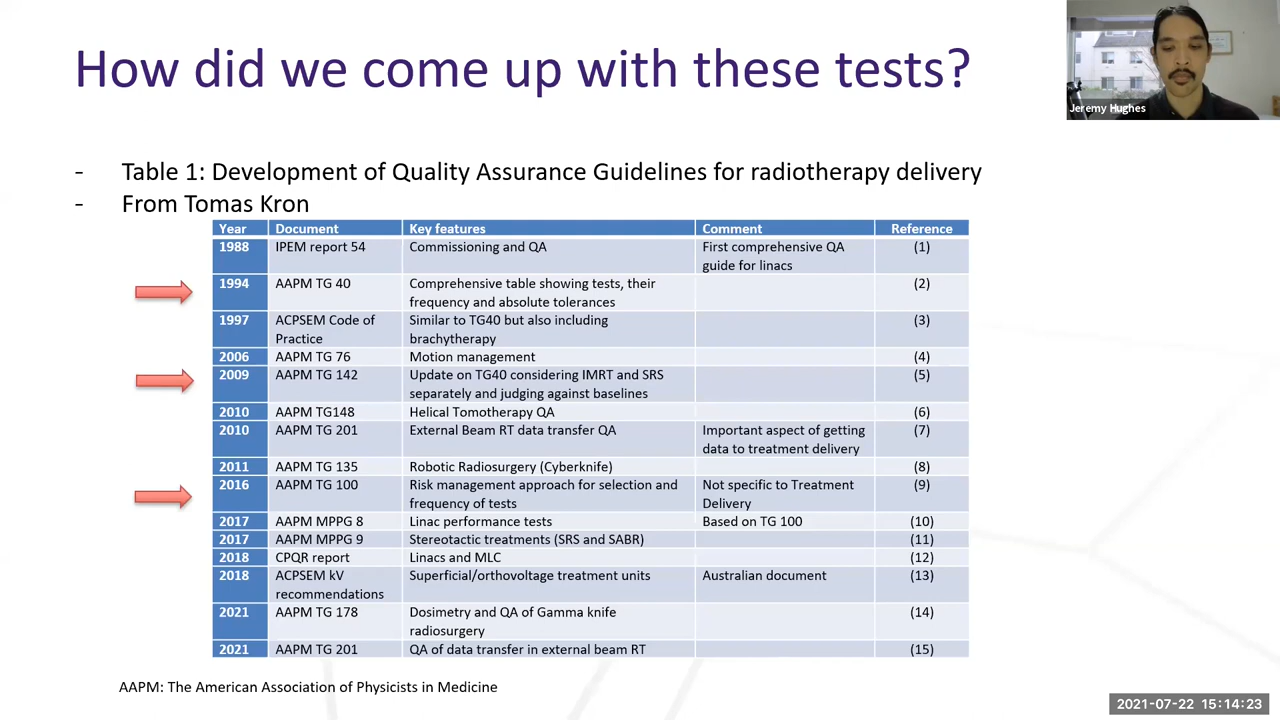 How did we come up with these tests?
Jeremy Hughes
- Table 1: Development of Quality Assurance Guidelines for radiotherapy delivery
- From Tomas Kron
Year Document Key features Comment Reference
1988 IPEM report 54 Commissioning and QA First comprehensive QA (1)
guide for linacs
1994 AAPM TG 40 Comprehensive table showing tests, their (2)
frequency and absolute tolerances
1997 ACPSEM Code of Similar to TG40 but also including (3)
Practice brachytherapy
2006 AAPM TG 76 Motion management (4)
2009 AAPM TG 142 Update on TG40 considering IMRT and SRS (5)
separately and judging against baselines
2010 AAPM TG148 Helical Tomotherapy QA (6)
2010 AAPM TG 201 External Beam RT data transfer QA Important aspect of getting (7)
data to treatment delivery
2011 AAPM TG 135 Robotic Radiosurgery (Cyberknife) (8)
2016 AAPM TG 100 Risk management approach for selection and Not specific to Treatment (9)
frequency of tests Delivery
2017 AAPM MPPG 8 Linac performance tests Based on TG 100 (10)
2017 AAPM MPPG 9 Stereotactic treatments (SRS and SABR) (11)
2018 CPQR report Linacs and MLC (12)
2018 ACPSEM kV Superficial/orthovoltage treatment units Australian document (13)
recommendations
2021 AAPM TG 178 Dosimetry and QA of Gamma knife (14)
radiosurgery
2021 AAPM TG 201 QA of data transfer in external beam RT (15)
AAPM: The American Association of Physicists in Medicine
2021-07-22 15:14:23